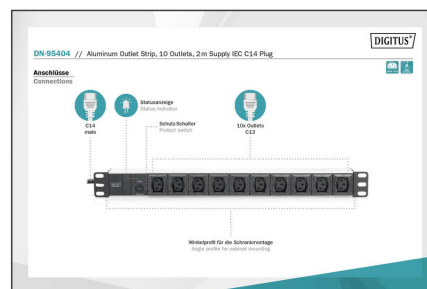 DIGITUS®
DN-95404 // Aluminum Outlet Strip, 10 Outlets, 2 m Supply IEC C14 Plug
Anschlüsse
Connections
Statusanzeige
Status indicator
Schutz-Schalter
Protect switch
C14
male
10x Outlets
C13
Winkelprofil für die Schrankmontage
Angle profile for cabinet mounting